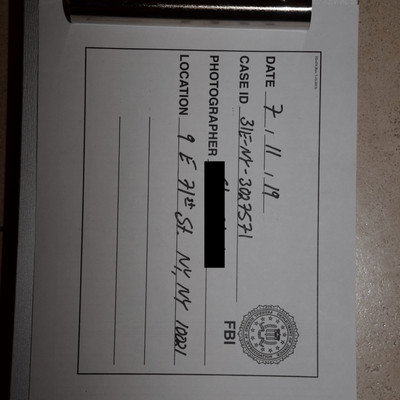 DATE 7, 11, 19
CASE ID 31E-NY-3027571
PHOTOGRAPHER
LOCATION 9 E 71st St. NY, NY 10021
FBI